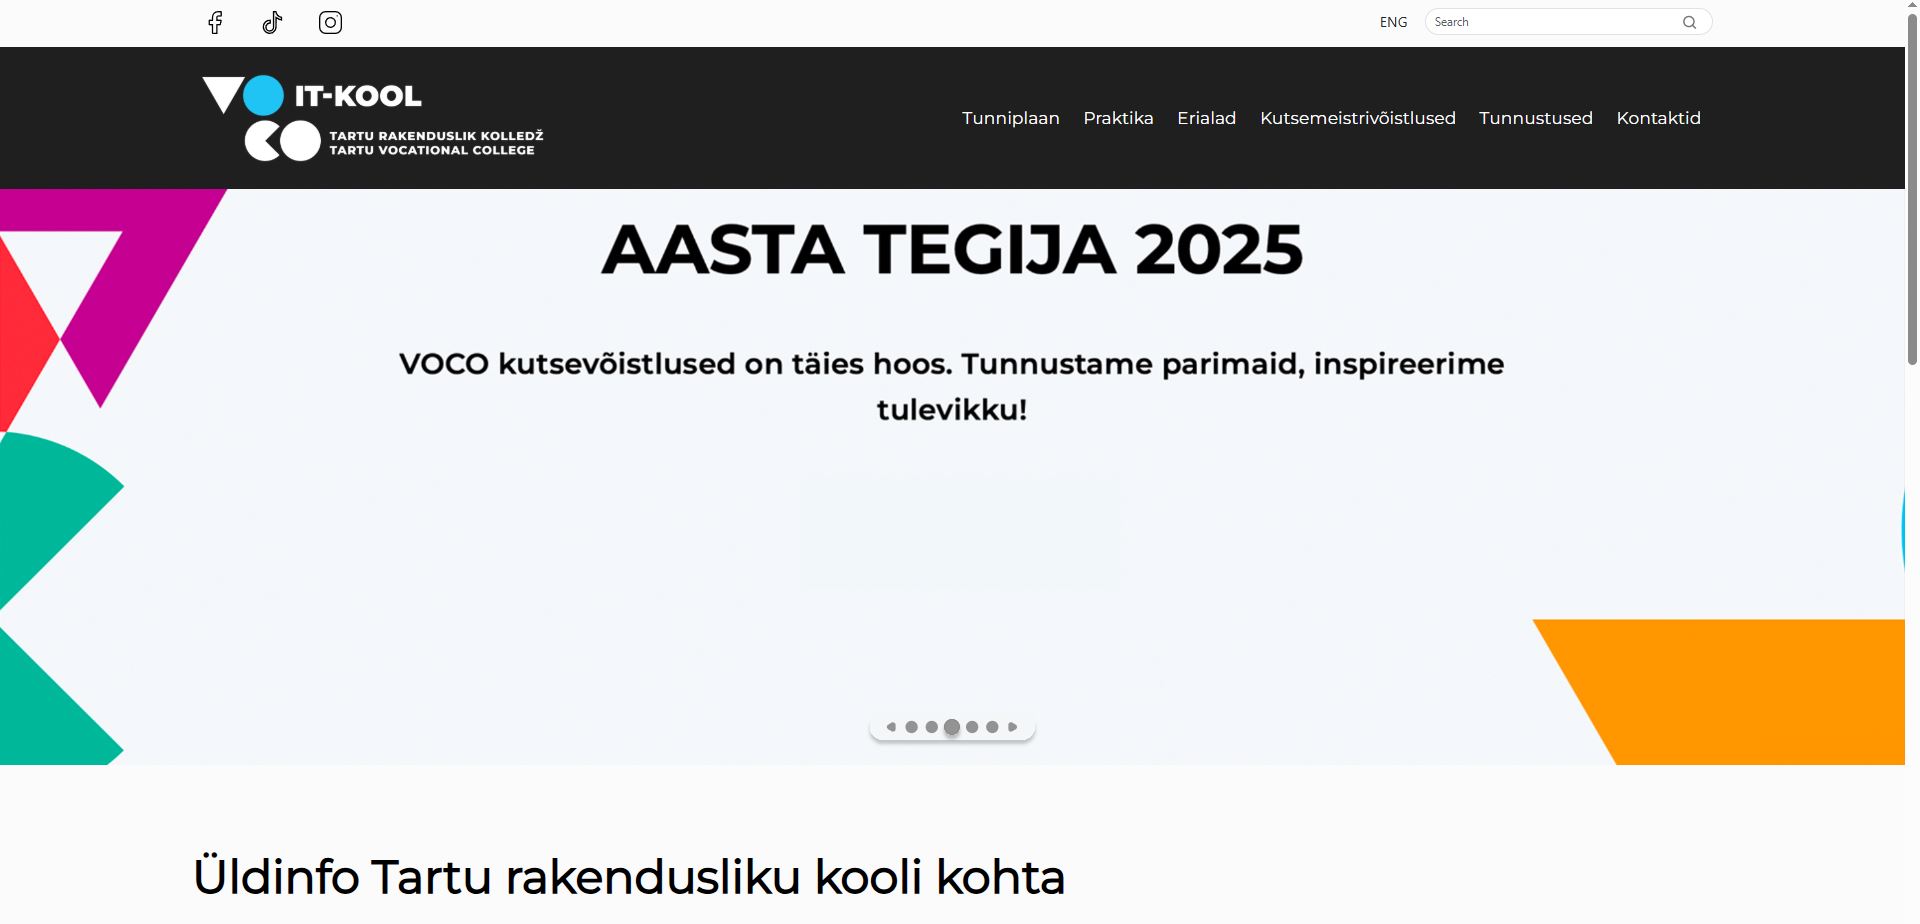 ENG
Search
VOCO
IT-KOOL
TARTU RAKENDUSLIK KOLLEDŽ
TARTU VOCATIONAL COLLEGE
Tunniplaan
Praktika
Erialad
Kutsemeistrivõistlused
Tunnustused
Kontaktid
AASTA TEGIJA 2025
VOCO kutsevõistlused on täies hoos. Tunnustame parimaid, inspireerime
tulevikku!
Üldinfo Tartu rakendusliku kooli kohta